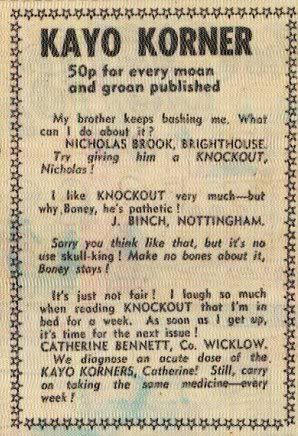 KAYO KORNER
50p for every moan
and groan published
My brother keeps bashing me. What
can I do about it?
NICHOLAS BROOK, BRIGHTHOUSE.
Try giving him a KNOCKOUT,
Nicholas!
I like KNOCKOUT very much—but
why Boney, he's pathetic!
J. BINCH, NOTTINGHAM.
Sorry you think like that, but it's no
use skull-king! Make no bones about it,
Boney stays!
It's just not fair! I laugh so much
when reading KNOCKOUT that I'm in
bed for a week. As soon as I get up,
it's time for the next issue!
CATHERINE BENNETT, Co. WICKLOW.
We diagnose an acute dose of the
KAYO KORNERS, Catherine! Still, carry
on taking the same medicine—every
week!